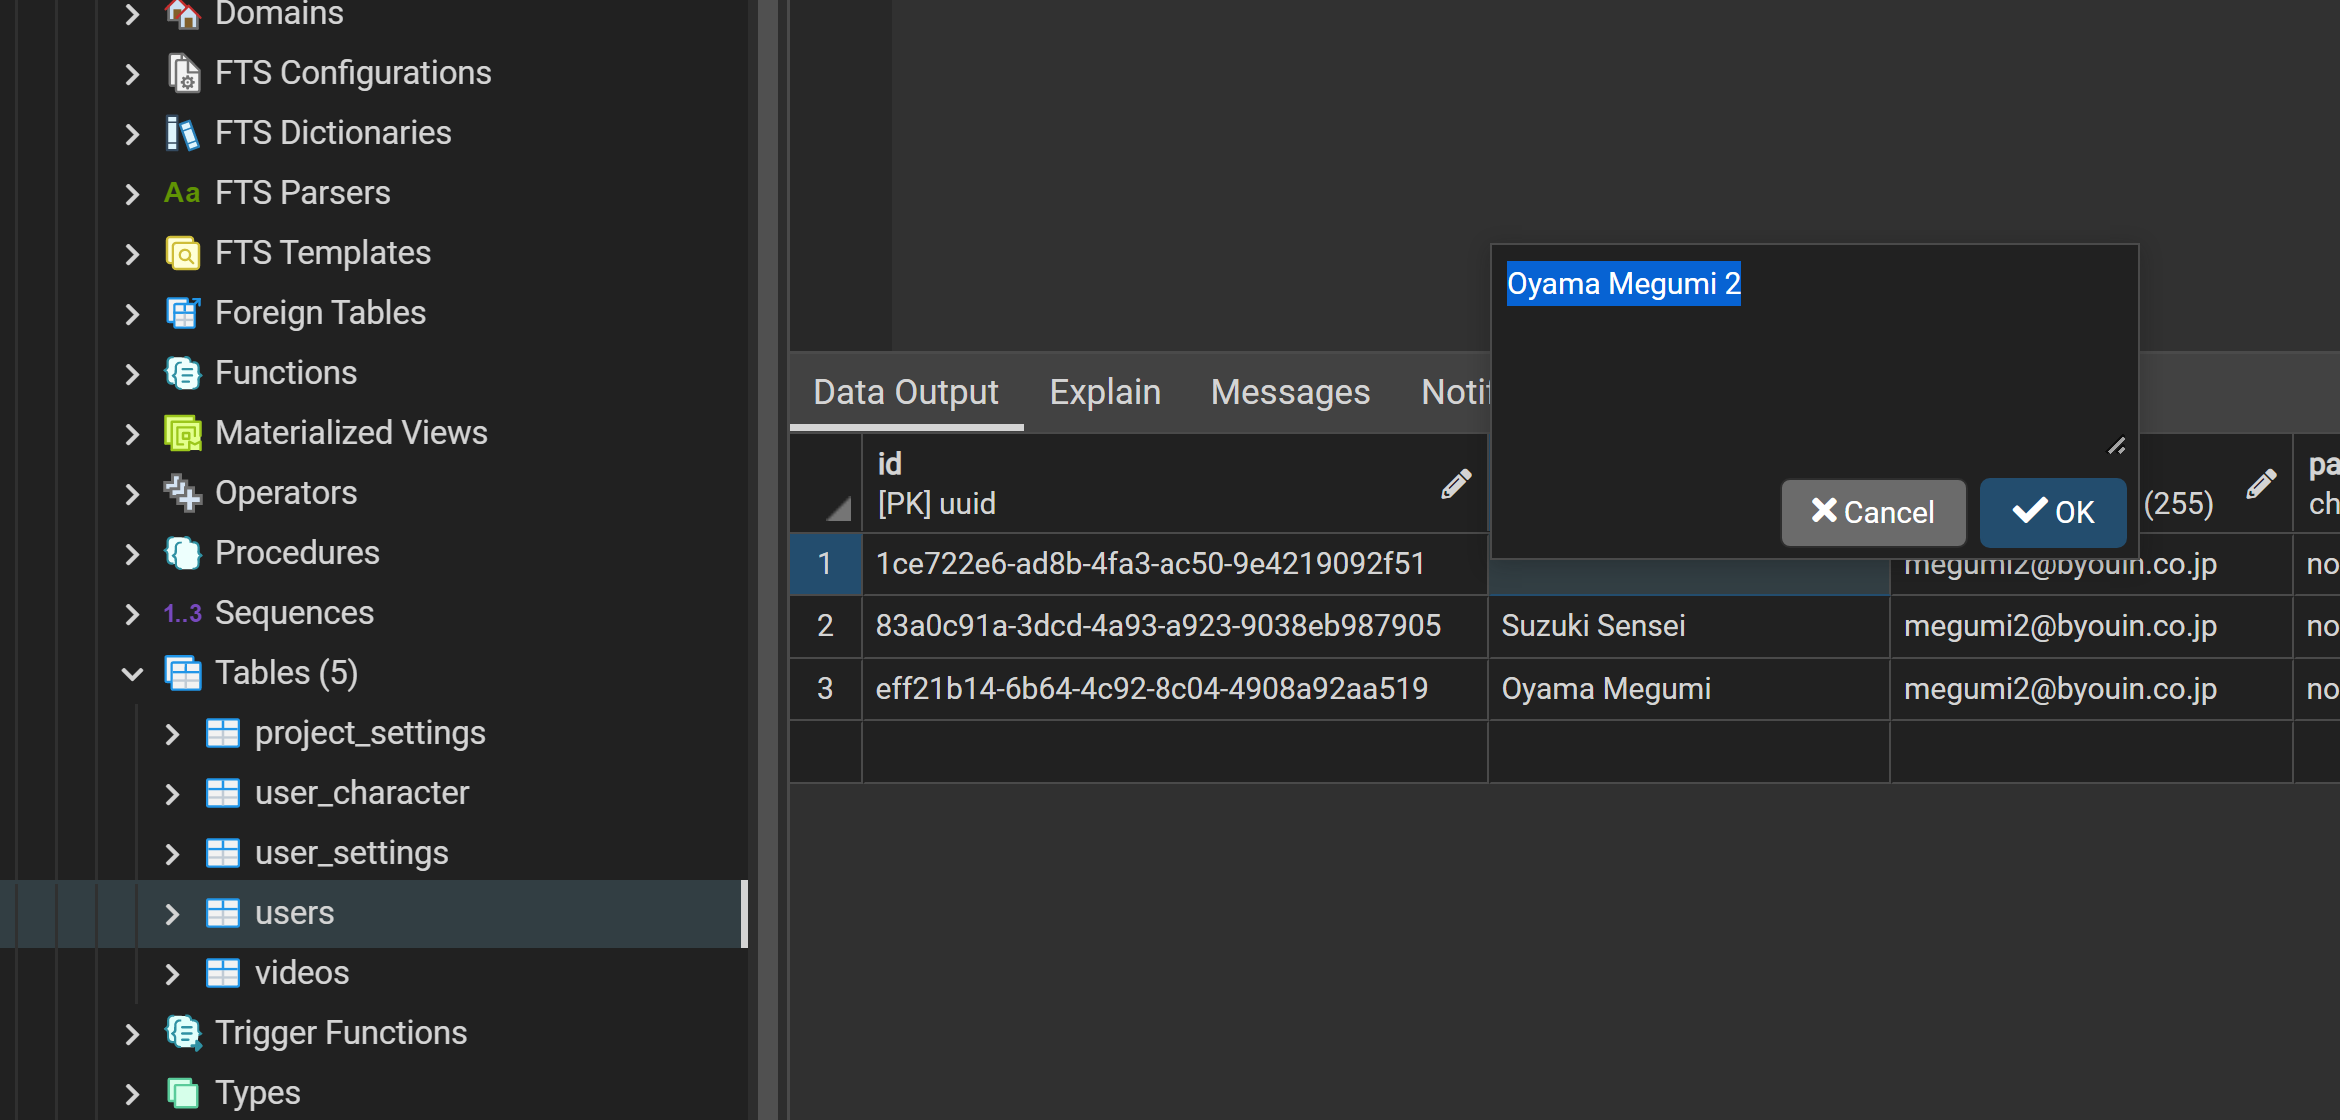 Domains
FTS Configurations
FTS Dictionaries
Aa FTS Parsers
FTS Templates
Foreign Tables
Functions
Materialized Views
Operators
Procedures
1..3 Sequences
Tables (5)
project_settings
user_character
user_settings
users
videos
Trigger Functions
Types
Oyama Megumi 2
Cancel
OK
Data Output Explain Messages Notif
id
[PK] uuid
(255)
pa
ch
1 1ce722e6-ad8b-4fa3-ac50-9e4219092f51 megumi2@byouin.co.jp no
2 83a0c91a-3dcd-4a93-a923-9038eb987905 Suzuki Sensei megumi2@byouin.co.jp no
3 eff21b14-6b64-4c92-8c04-4908a92aa519 Oyama Megumi megumi2@byouin.co.jp no